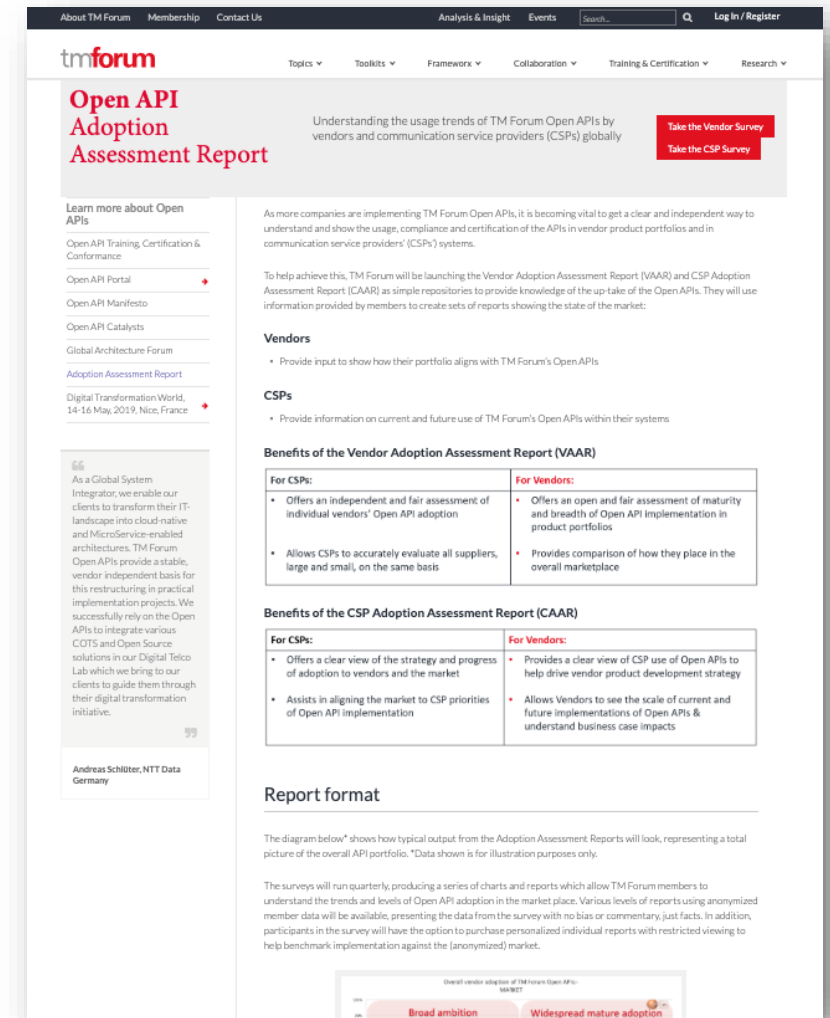 About TM Forum Membership Contact Us Analysis & Insight Events Search... Log In / Register
tmforum Topics Toolkits Frameworx Collaboration Training & Certification Research
Open API
Adoption
Assessment Report
Understanding the usage trends of TM Forum Open APIs by
vendors and communication service providers (CSPs) globally
Take the Vendor Survey
Take the CSP Survey
Learn more about Open
APIs
Open API Training, Certification &
Conformance
Open API Portal
Open API Manifesto
Open API Catalysts
Global Architecture Forum
Adoption Assessment Report
Digital Transformation World,
14-16 May, 2019, Nice, France
“
As a Global System
Integrator, we enable our
clients to transform their IT-
landscape into cloud-native
and MicroService-enabled
architectures. TM Forum
Open APIs provide a stable,
vendor independent basis for
this restructuring in practical
implementation projects. We
successfully rely on the Open
APIs to integrate various
COTS and Open Source
solutions in our Digital Telco
Lab which we bring to our
clients to guide them through
their digital transformation
initiative.
”
Andreas Schlüter, NTT Data
Germany
As more companies are implementing TM Forum Open APIs, it is becoming vital to get a clear and independent way to
understand and show the usage, compliance and certification of the APIs in vendor product portfolios and in
communication service providers' (CSPs') systems.
To help achieve this, TM Forum will be launching the Vendor Adoption Assessment Report (VAAR) and CSP Adoption
Assessment Report (CAAR) as simple repositories to provide knowledge of the up-take of the Open APIs. They will use
information provided by members to create sets of reports showing the state of the market:
Vendors
• Provide input to show how their portfolio aligns with TM Forum's Open APIs
CSPs
• Provide information on current and future use of TM Forum's Open APIs within their systems
Benefits of the Vendor Adoption Assessment Report (VAAR)
For CSPs:
• Offers an independent and fair assessment of
individual vendors' Open API adoption
• Allows CSPs to accurately evaluate all suppliers,
large and small, on the same basis
For Vendors:
• Offers an open and fair assessment of maturity
and breadth of Open API implementation in
product portfolios
• Provides comparison of how they place in the
overall marketplace
Benefits of the CSP Adoption Assessment Report (CAAR)
For CSPs:
• Offers a clear view of the strategy and progress
of adoption to vendors and the market
• Assists in aligning the market to CSP priorities
of Open API implementation
For Vendors:
• Provides a clear view of CSP use of Open APIs to
help drive vendor product development strategy
• Allows Vendors to see the scale of current and
future implementations of Open APIs &
understand business case impacts
Report format
The diagram below* shows how typical output from the Adoption Assessment Reports will look, representing a total
picture of the overall API portfolio. *Data shown is for illustration purposes only.
The surveys will run quarterly, producing a series of charts and reports which allow TM Forum members to
understand the trends and levels of Open API adoption in the market place. Various levels of reports using anonymized
member data will be available, presenting the data from the survey with no bias or commentary, just facts. In addition,
participants in the survey will have the option to purchase personalized individual reports with restricted viewing to
help benchmark implementation against the (anonymized) market.
Overall vendor adoption of TM Forum Open APIs-
MARKET
Broad ambition Widespread mature adoption